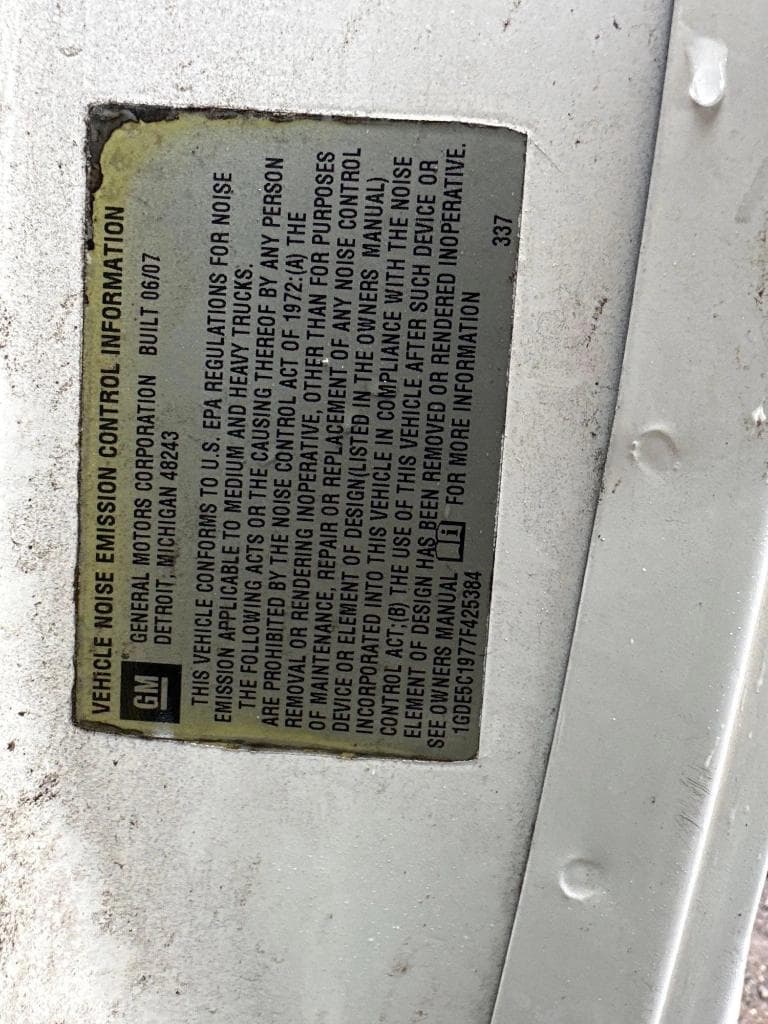 VEHICLE NOISE EMISSION CONTROL INFORMATION
GM
GENERAL MOTORS CORPORATION BUILT 06/07
DETROIT, MICHIGAN 48243
THIS VEHICLE CONFORMS TO U.S. EPA REGULATIONS FOR NOISE
EMISSION APPLICABLE TO MEDIUM AND HEAVY TRUCKS.
THE FOLLOWING ACTS OR THE CAUSING THEREOF BY ANY PERSON
ARE PROHIBITED BY THE NOISE CONTROL ACT OF 1972:(A) THE
REMOVAL OR RENDERING INOPERATIVE, OTHER THAN FOR PURPOSES
OF MAINTENANCE, REPAIR OR REPLACEMENT OF ANY NOISE CONTROL
DEVICE OR ELEMENT OF DESIGN(LISTED IN THE OWNERS MANUAL)
INCORPORATED INTO THIS VEHICLE IN COMPLIANCE WITH THE NOISE
CONTROL ACT:(B) THE USE OF THIS VEHICLE AFTER SUCH DEVICE OR
ELEMENT OF DESIGN HAS BEEN REMOVED OR RENDERED INOPERATIVE.
SEE OWNERS MANUAL FOR MORE INFORMATION
1GDE5C1977F425384 337